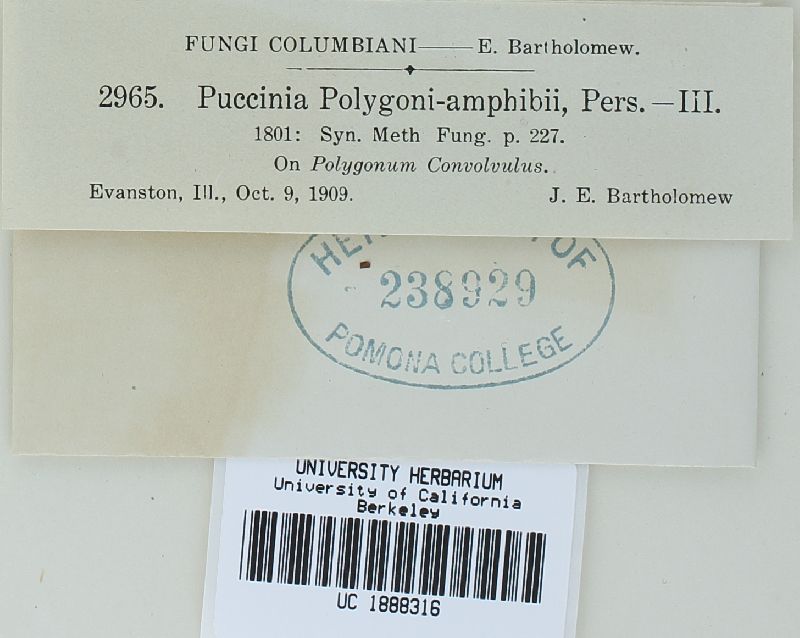 FUNGI COLUMBIANI—— E. Bartholomew.
2965. Puccinia Polygoni-amphibii, Pers.—III.
1801: Syn. Meth Fung. p. 227.
On Polygonum Convolvulus.
Evanston, Ill., Oct. 9, 1909. J. E. Bartholomew
OF
238929
POMONA COLLEGE
UNIVERSITY HERBARIUM
University of California
Berkeley
UC 1888316